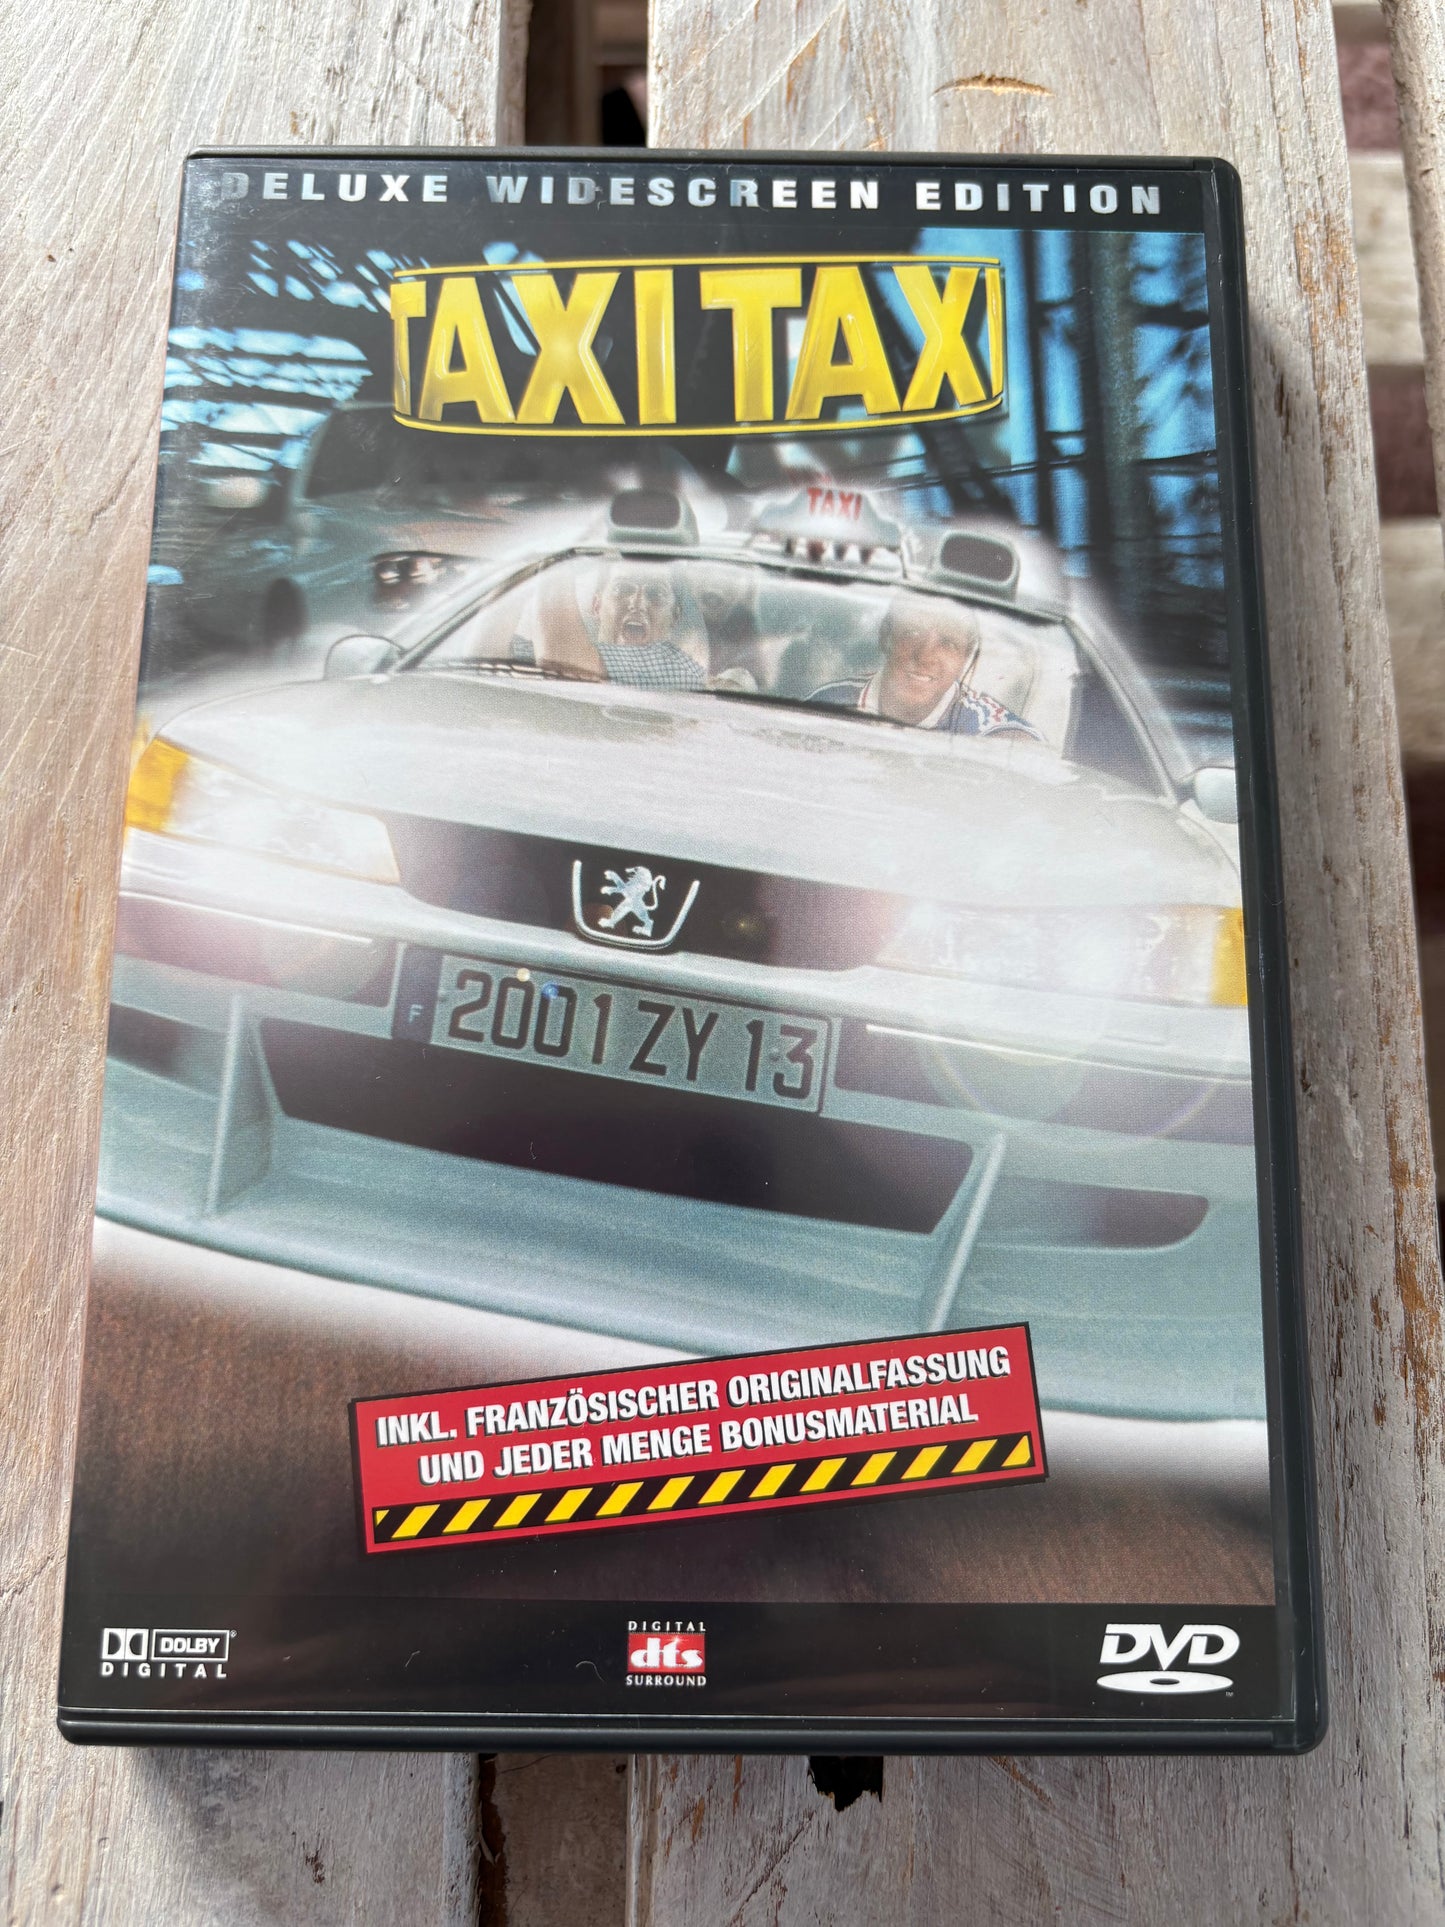 DELUXE WIDESCREEN EDITION
TAXI TAXI
TAXI
F 2001 ZY 13
INKL. FRANZÖSISCHER ORIGINALFASSUNG
UND JEDER MENGE BONUSMATERIAL
DOLBY
DIGITAL
DIGITAL
dts
SURROUND
DVD